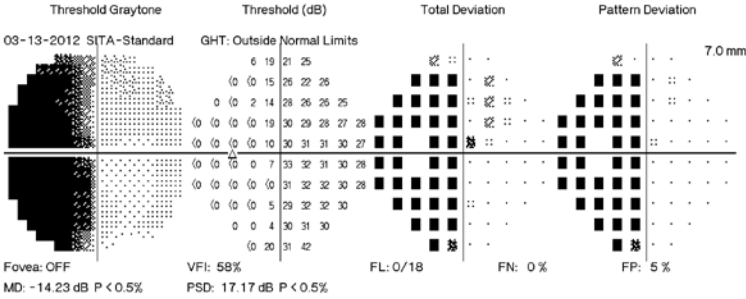 Threshold Graytone Threshold (dB) Total Deviation Pattern Deviation
03-13-2012 SITA-Standard GHT: Outside Normal Limits
7.0 mm
6 19 21 25
⟨0 ⟨0 15 26 22 26
0 ⟨0 2 14 28 26 26 25
⟨0 ⟨0 ⟨0 19 30 29 28 27 28
⟨0 ⟨0 ⟨0 10 30 31 31 30 27
⟨0 ⟨0 ⟨0 0 7 33 32 31 30 28
⟨0 ⟨0 ⟨0 ⟨0 31 32 32 30 28
⟨0 ⟨0 ⟨0 5 29 32 32 30
⟨0 0 4 30 31 30
⟨0 20 31 42
Fovea: OFF VFI: 58% FL: 0/18 FN: 0 % FP: 5 %
MD: -14.23 dB P < 0.5% PSD: 17.17 dB P < 0.5%